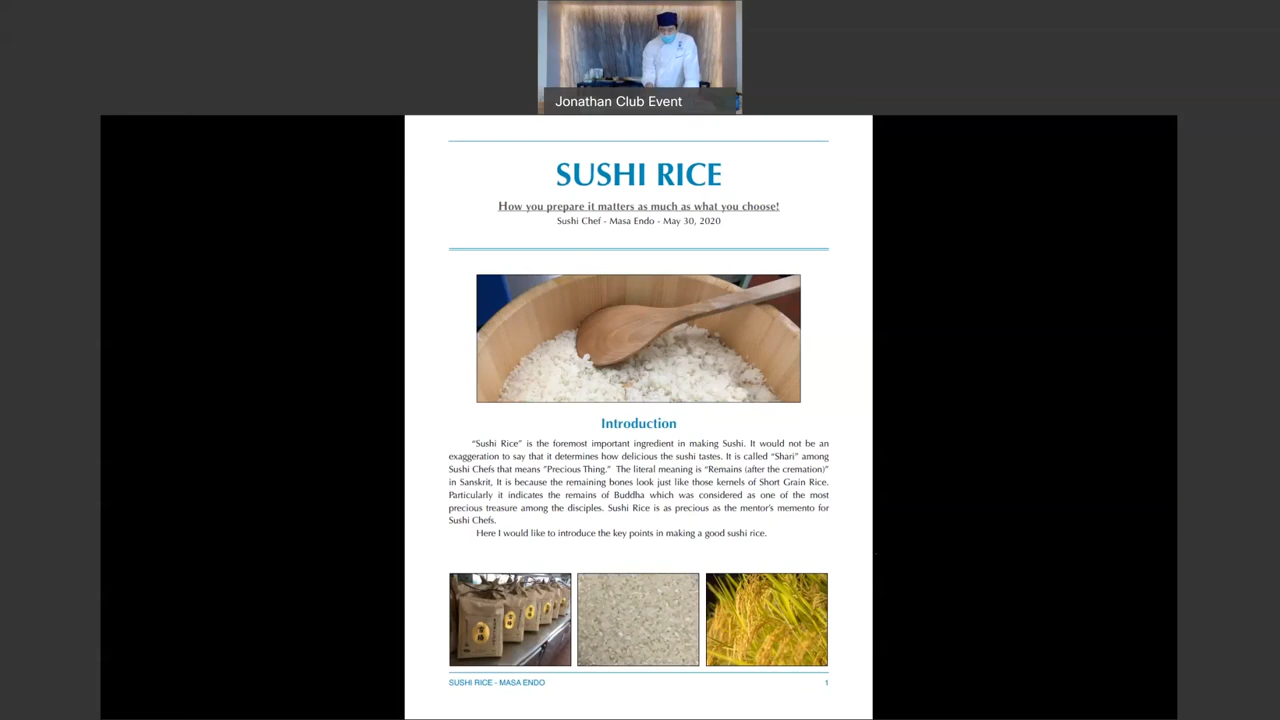 Jonathan Club Event
SUSHI RICE
How you prepare it matters as much as what you choose!
Sushi Chef - Masa Endo - May 30, 2020
Introduction
“Sushi Rice” is the foremost important ingredient in making Sushi. It would not be an
exaggeration to say that it determines how delicious the sushi tastes. It is called “Shari” among
Sushi Chefs that means “Precious Thing.” The literal meaning is “Remains (after the cremation)”
in Sanskrit, It is because the remaining bones look just like those kernels of Short Grain Rice.
Particularly it indicates the remains of Buddha which was considered as one of the most
precious treasure among the disciples. Sushi Rice is as precious as the mentor’s memento for
Sushi Chefs.
Here I would like to introduce the key points in making a good sushi rice.
SUSHI RICE - MASA ENDO
1